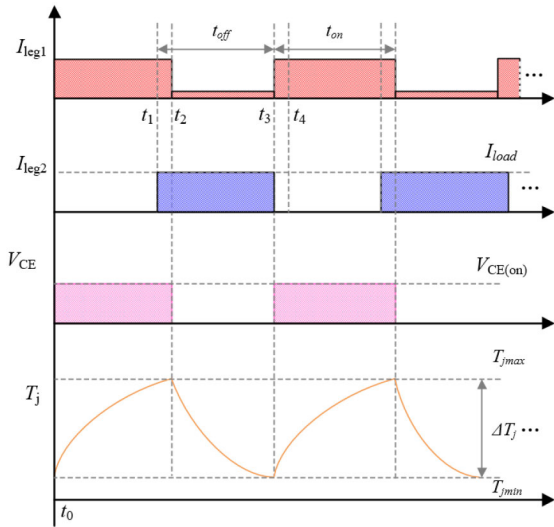 I_leg1 t_off t_on ...
t_1 t_2 t_3 t_4
I_leg2 I_load ...
V_CE V_CE(on)
T_jmax
T_j ΔT_j ...
T_jmin
t_0